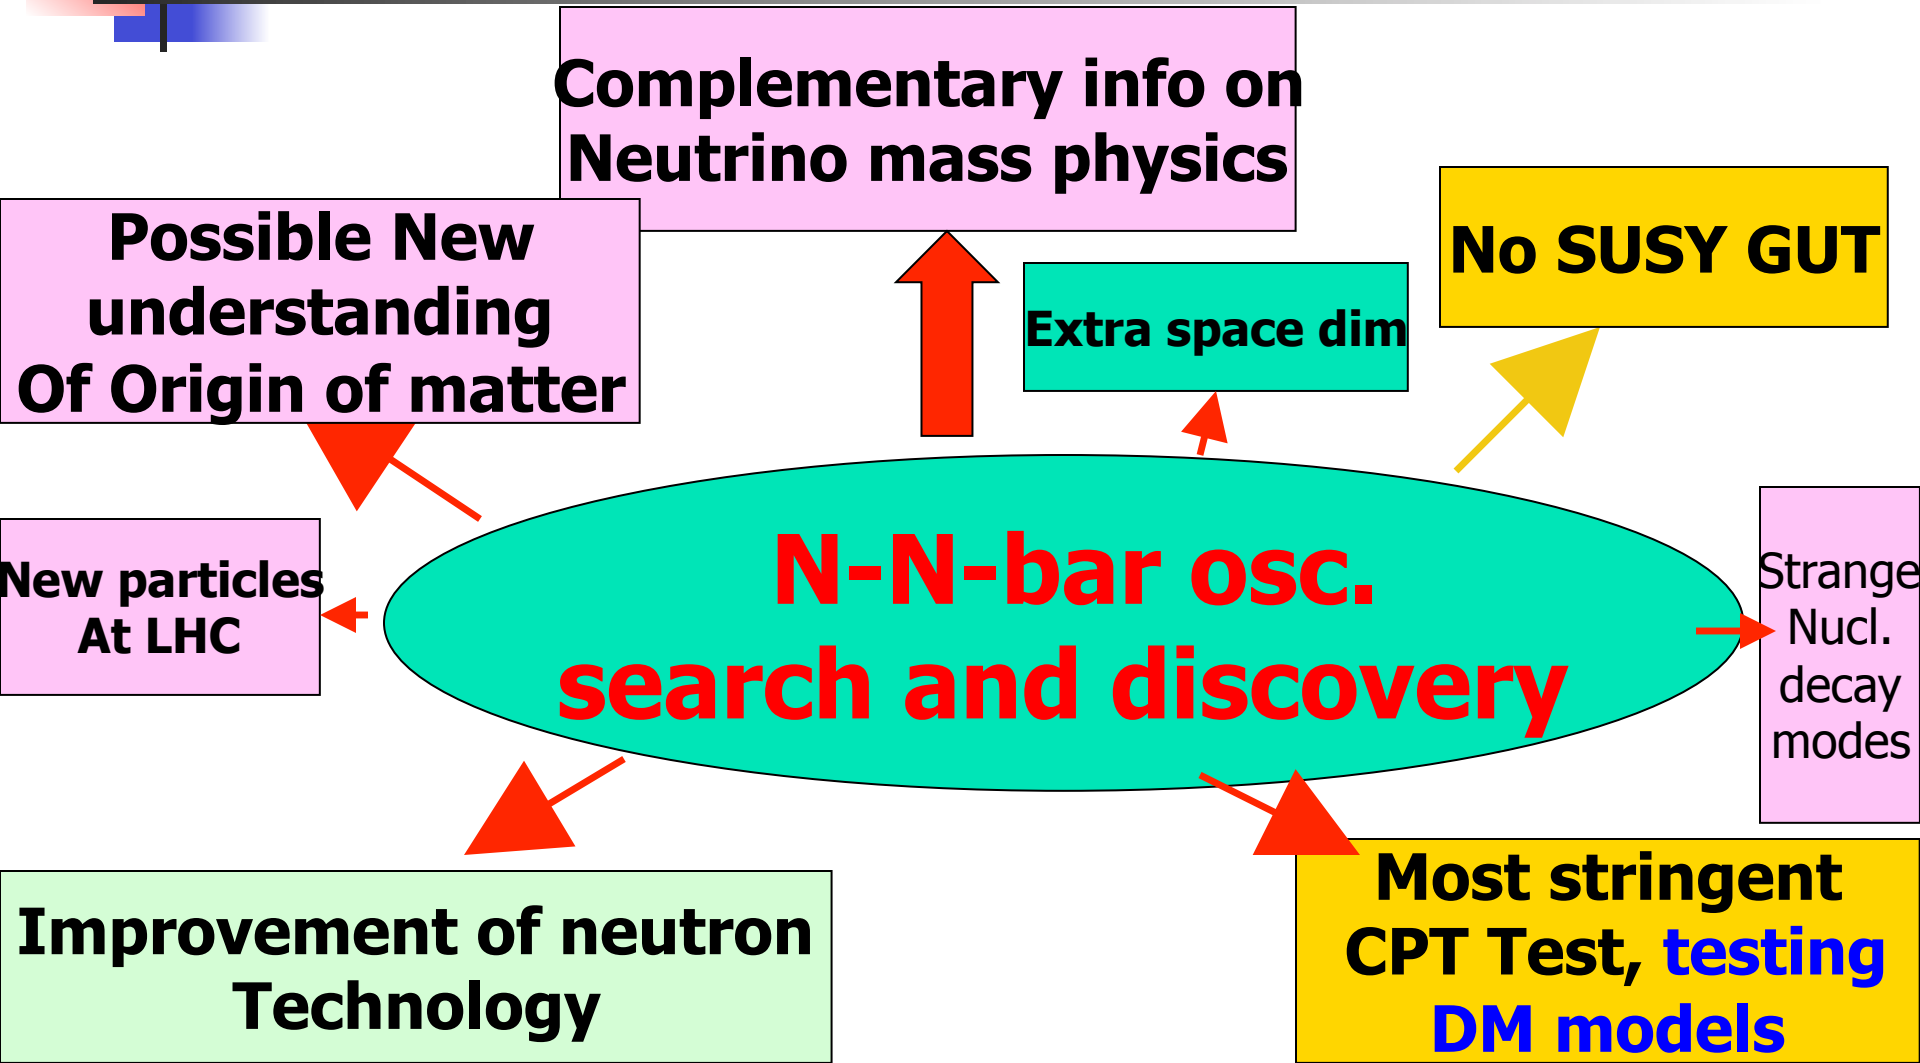 Complementary info on
Neutrino mass physics
Possible New
understanding
Of Origin of matter
No SUSY GUT
Extra space dim
N-N-bar osc.
search and discovery
New particles
At LHC
Strange
Nucl.
decay
modes
Improvement of neutron
Technology
Most stringent
CPT Test, testing
DM models